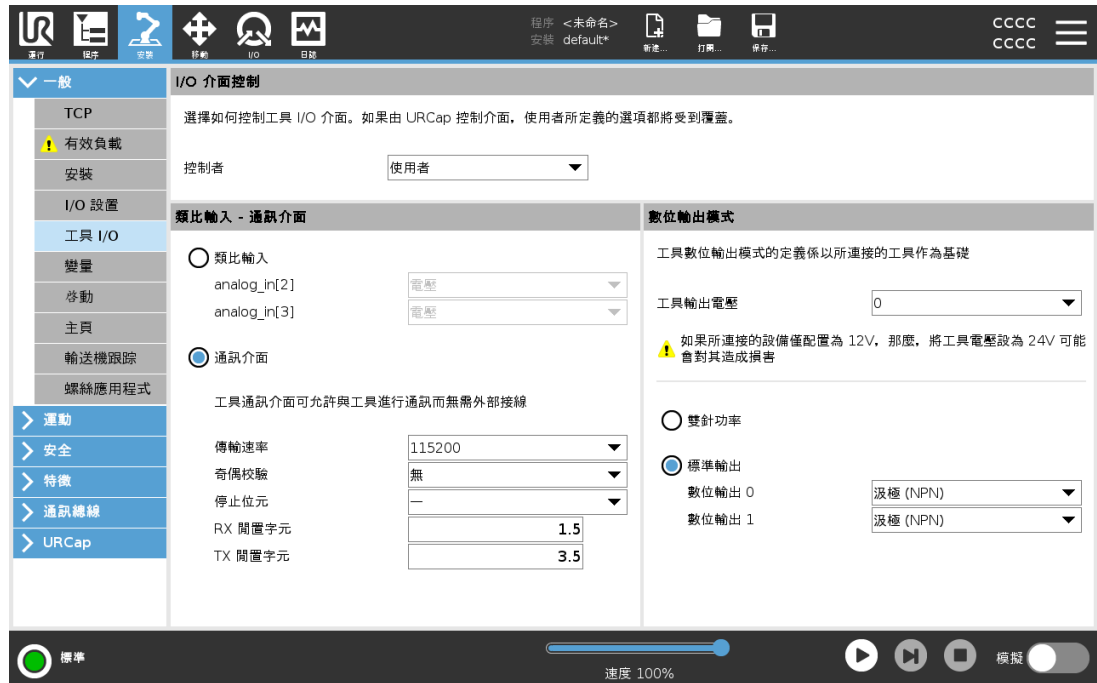 UR
運行
程序
安裝
移動
I/O
日誌
程序 <未命名>
安裝 default*
新建...
打開...
保存...
CCCC
CCCC
一般
TCP
有效負載
安裝
I/O 設置
工具 I/O
變量
啓動
主頁
輸送機跟踪
螺絲應用程式
運動
安全
特徵
通訊總線
URCap
I/O 介面控制
選擇如何控制工具 I/O 介面。如果由 URCap 控制介面，使用者所定義的選項都將受到覆蓋。
控制者 使用者
類比輸入 - 通訊介面
類比輸入
analog_in[2] 電壓
analog_in[3] 電壓
通訊介面
工具通訊介面可允許與工具進行通訊而無需外部接線
傳輸速率 115200
奇偶校驗 無
停止位元 一
RX 閒置字元 1.5
TX 閒置字元 3.5
數位輸出模式
工具數位輸出模式的定義係以所連接的工具作為基礎
工具輸出電壓 0
如果所連接的設備僅配置為 12V，那麼，將工具電壓設為 24V 可能
會對其造成損害
雙針功率
標準輸出
數位輸出 0 汲極 (NPN)
數位輸出 1 汲極 (NPN)
標準
速度 100%
模擬